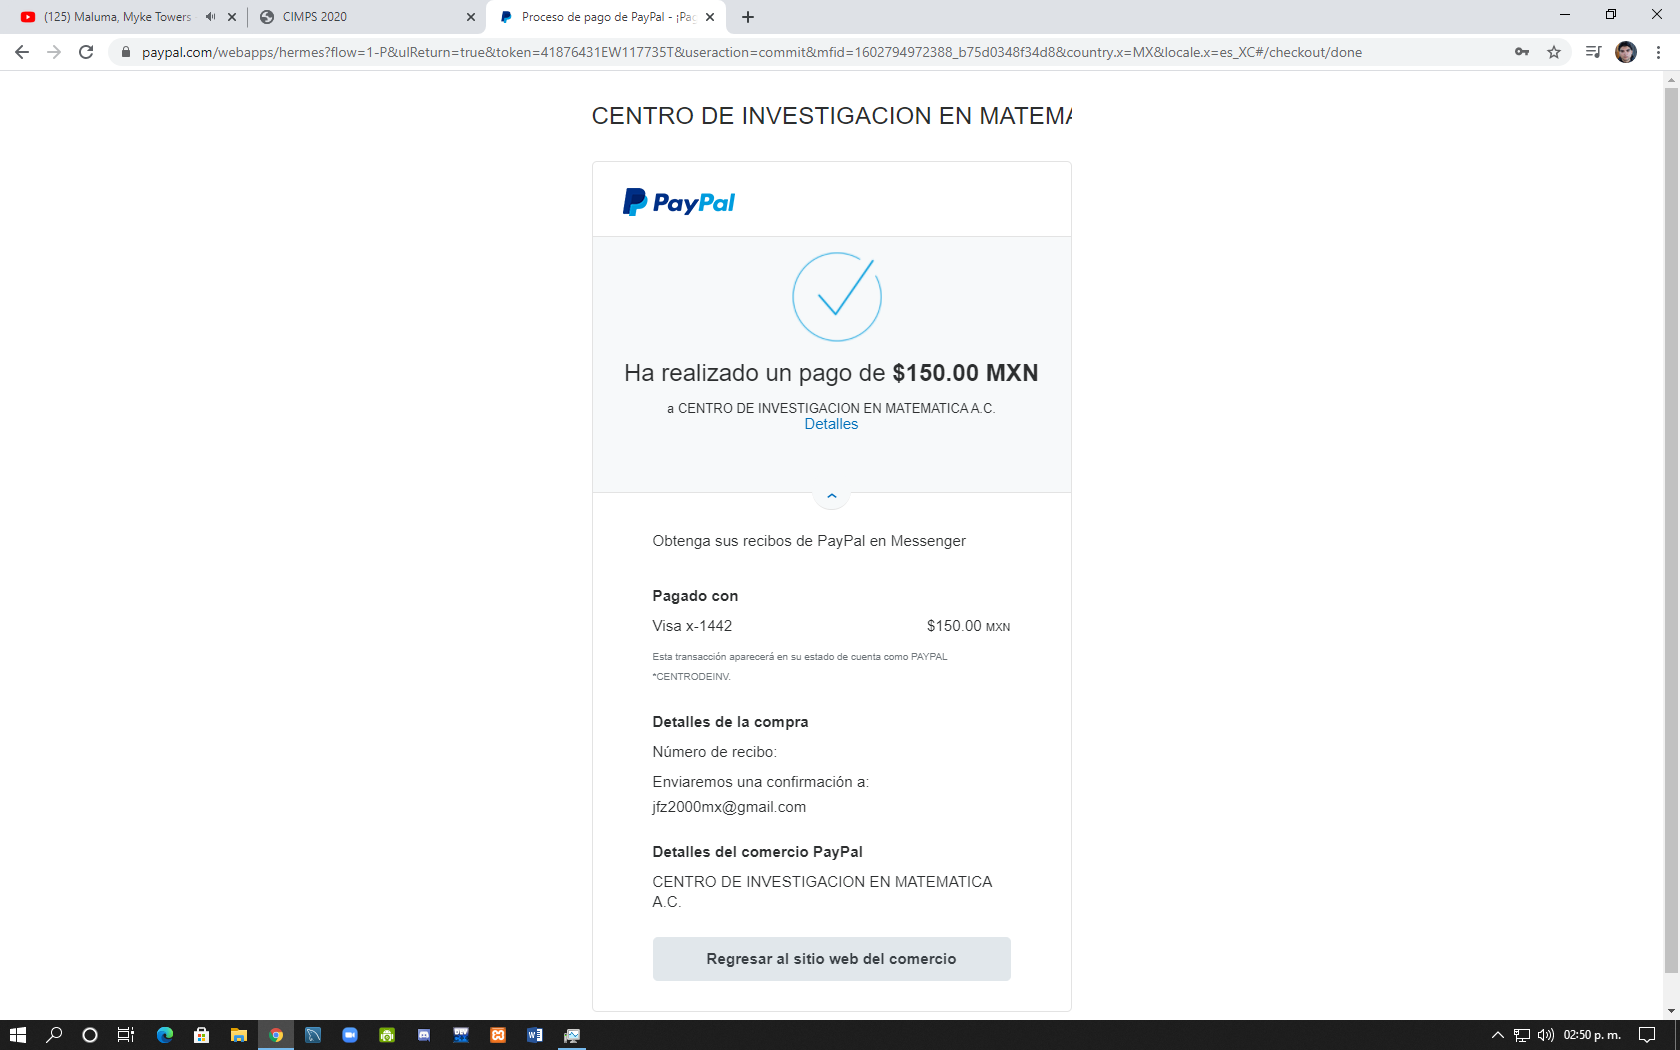 (125) Maluma, Myke Towers
CIMPS 2020
Proceso de pago de PayPal - ¡Pag
paypal.com/webapps/hermes?flow=1-P&ulReturn=true&token=41876431EW117735T&useraction=commit&mfid=1602794972388_b75d0348f34d8&country.x=MX&locale.x=es_XC#/checkout/done
CENTRO DE INVESTIGACION EN MATEMA
PayPal
Ha realizado un pago de $150.00 MXN
a CENTRO DE INVESTIGACION EN MATEMATICA A.C.
Detalles
Obtenga sus recibos de PayPal en Messenger
Pagado con
Visa x-1442 $150.00 MXN
Esta transacción aparecerá en su estado de cuenta como PAYPAL
*CENTRODEINV.
Detalles de la compra
Número de recibo:
Enviaremos una confirmación a:
jfz2000mx@gmail.com
Detalles del comercio PayPal
CENTRO DE INVESTIGACION EN MATEMATICA
A.C.
Regresar al sitio web del comercio
02:50 p. m.